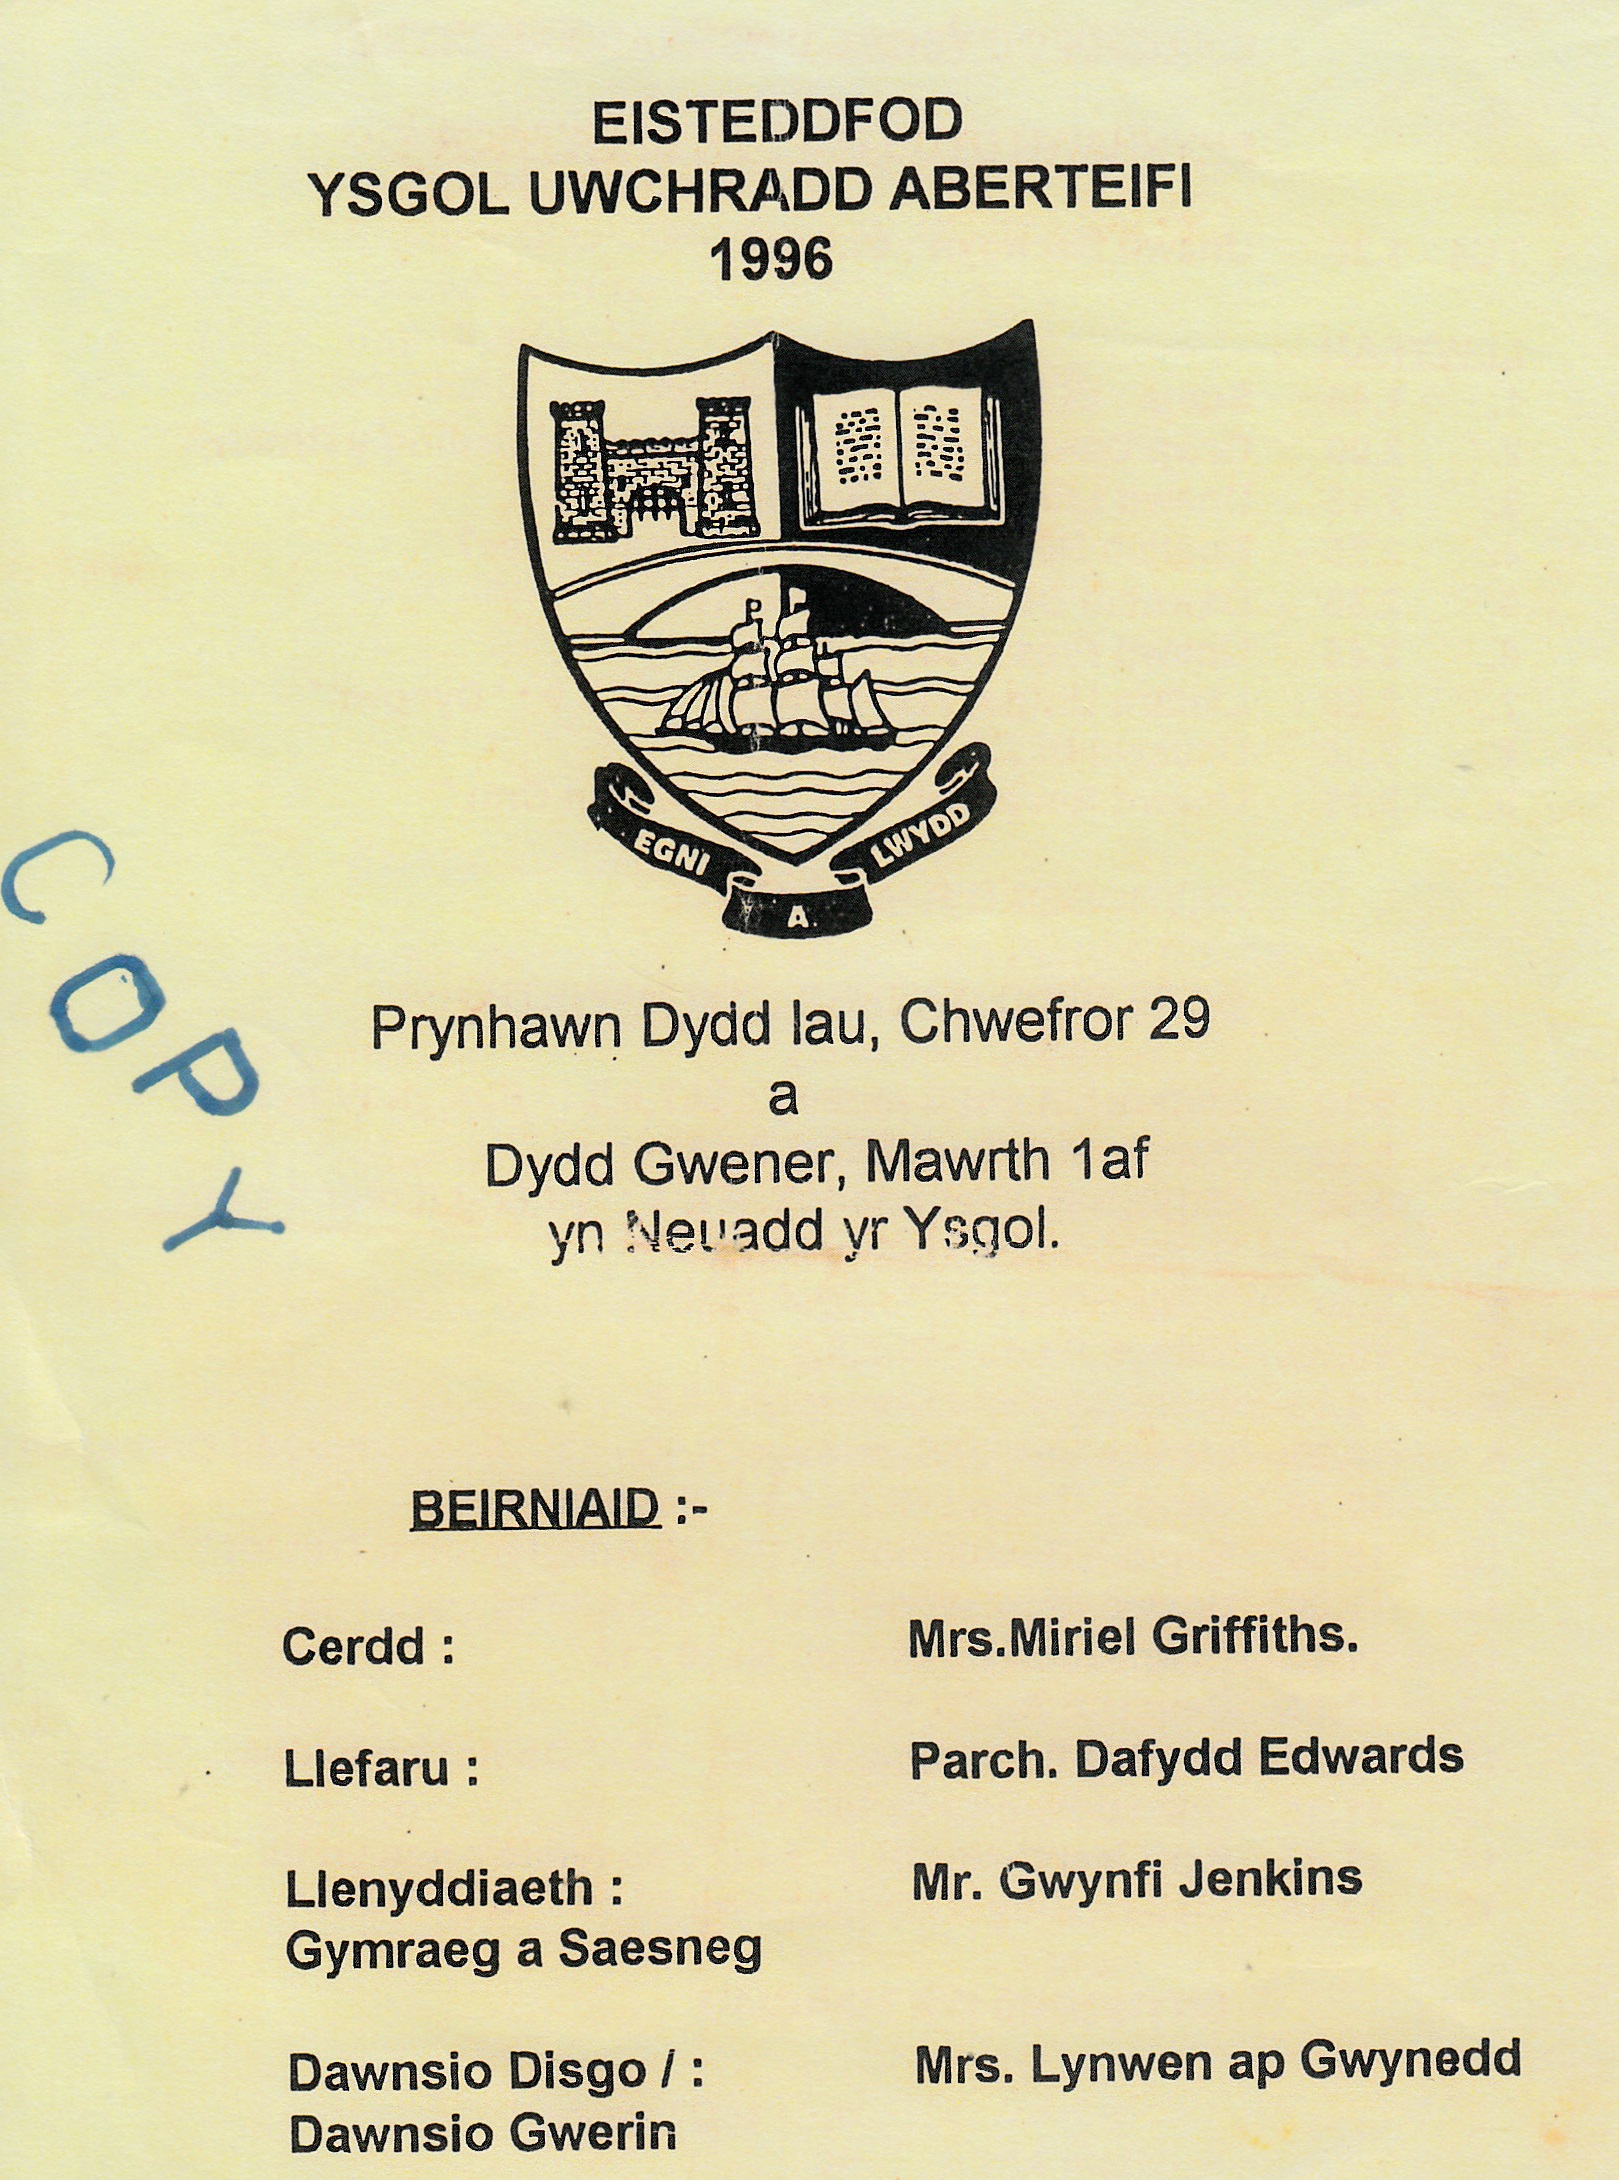 EISTEDDFOD
YSGOL UWCHRADD ABERTEIFI
1996
EGNI A. LWYDD
COPY
Prynhawn Dydd Iau, Chwefror 29
a
Dydd Gwener, Mawrth 1af
yn Neuadd yr Ysgol.
BEIRNIAID :-
Cerdd : Mrs.Miriel Griffiths.
Llefaru : Parch. Dafydd Edwards
Llenyddiaeth : Mr. Gwynfi Jenkins
Gymraeg a Saesneg
Dawnsio Disgo / : Mrs. Lynwen ap Gwynedd
Dawnsio Gwerin